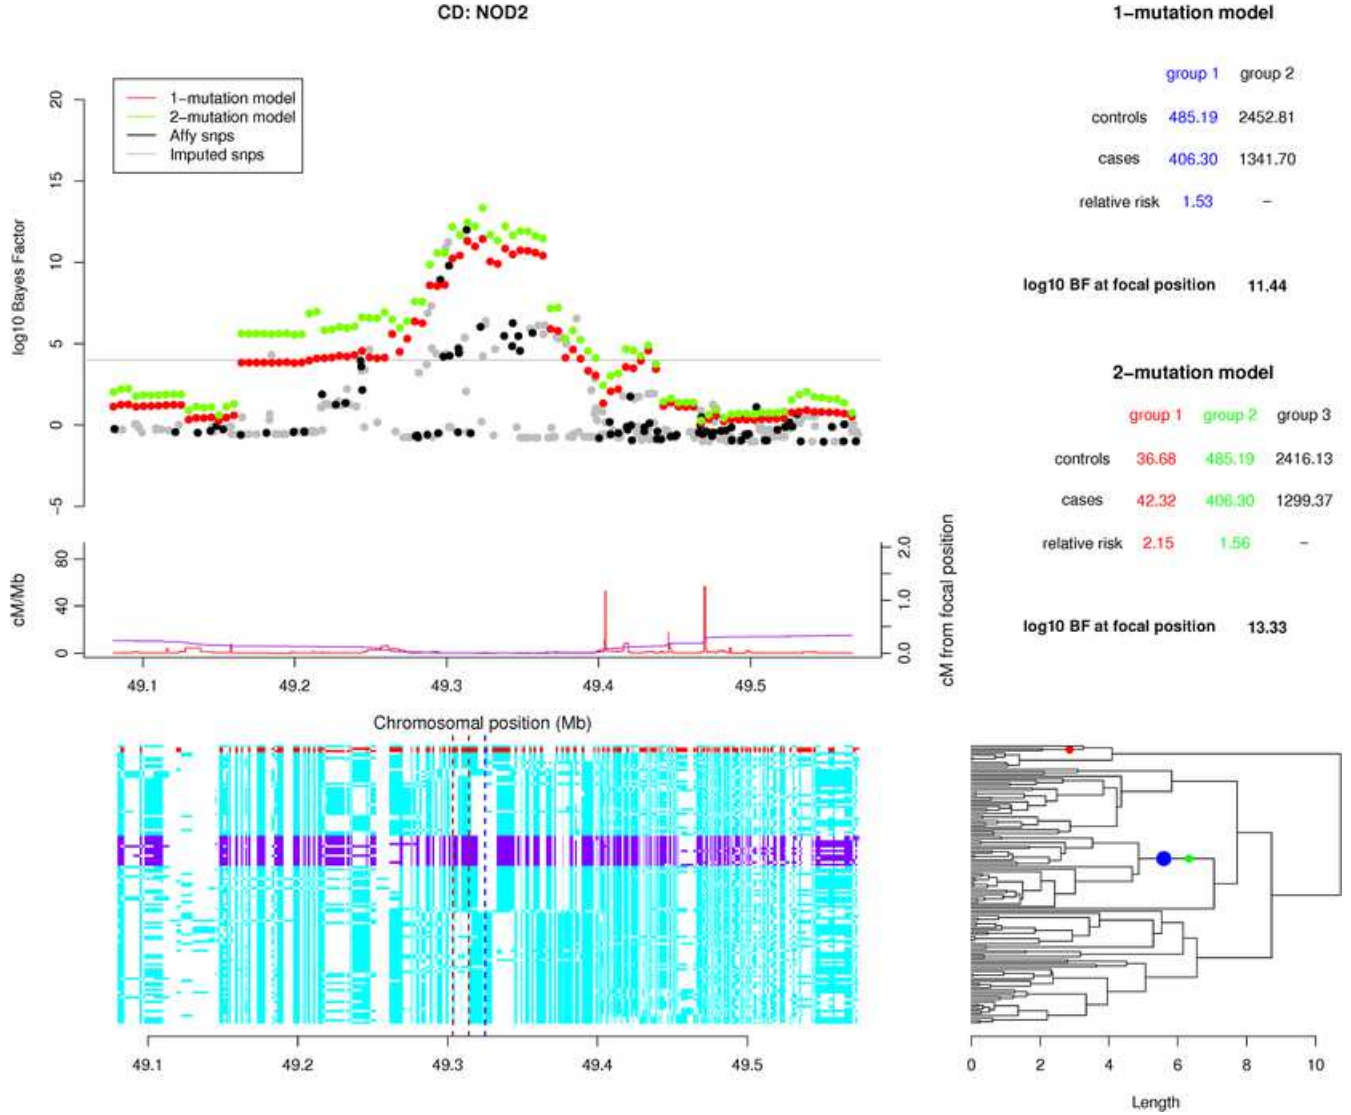 CD: NOD2
1−mutation model
2−mutation model
Affy snps
Imputed snps
log10 Bayes Factor
20
15
10
5
0
−5
cM/Mb
80
40
0
2.0
1.0
0.0
cM from focal position
49.1 49.2 49.3 49.4 49.5
Chromosomal position (Mb)
49.1 49.2 49.3 49.4 49.5
1−mutation model
group 1 group 2
controls 485.19 2452.81
cases 406.30 1341.70
relative risk 1.53 −
log10 BF at focal position 11.44
2−mutation model
group 1 group 2 group 3
controls 36.68 485.19 2416.13
cases 42.32 406.30 1299.37
relative risk 2.15 1.56 −
log10 BF at focal position 13.33
0 2 4 6 8 10
Length